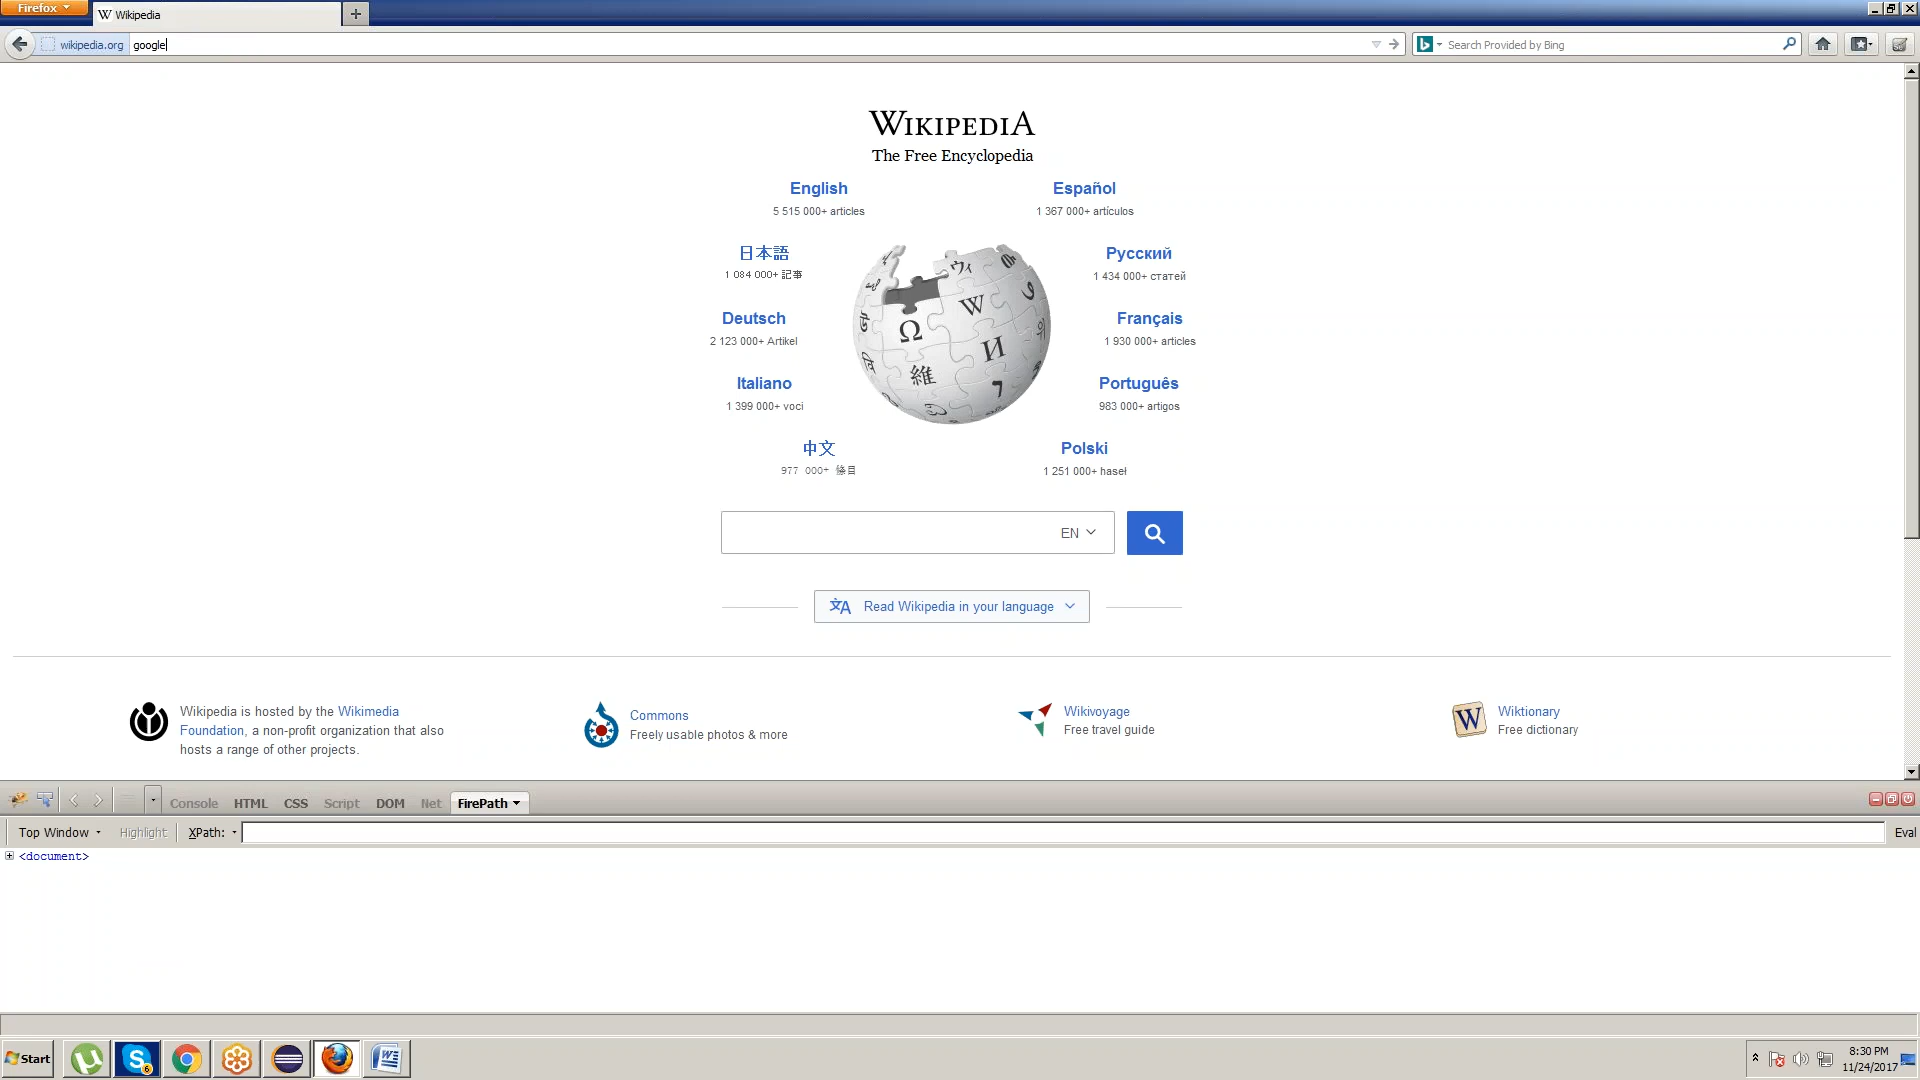 Firefox
Wikipedia
wikipedia.org google
Search Provided by Bing
WIKIPEDIA
The Free Encyclopedia
English
5 515 000+ articles
Español
1 367 000+ artículos
日本語
1 084 000+ 記事
Русский
1 434 000+ статей
Deutsch
2 123 000+ Artikel
Français
1 930 000+ articles
Italiano
1 399 000+ voci
Português
983 000+ artigos
中文
977 000+ 條目
Polski
1 251 000+ haseł
Ω
W
И
維
ウィ
EN
Read Wikipedia in your language
Wikipedia is hosted by the Wikimedia
Foundation, a non-profit organization that also
hosts a range of other projects.
Commons
Freely usable photos & more
Wikivoyage
Free travel guide
W
Wiktionary
Free dictionary
Console HTML CSS Script DOM Net FirePath
Top Window Highlight XPath: Eval
<document>
Start
8:30 PM
11/24/2017